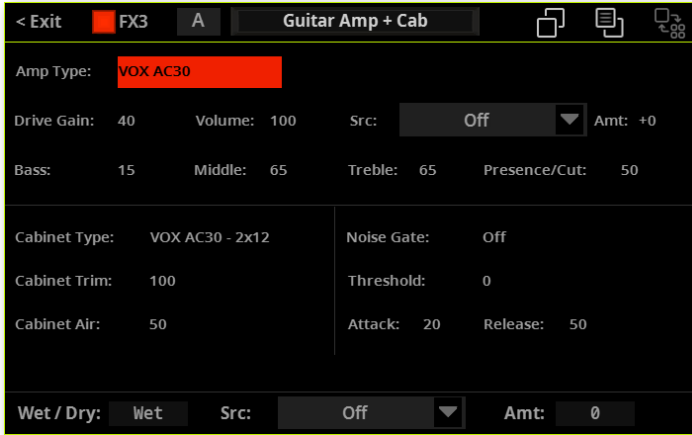 < Exit FX3 A Guitar Amp + Cab
Amp Type: VOX AC30
Drive Gain: 40 Volume: 100 Src: Off Amt: +0
Bass: 15 Middle: 65 Treble: 65 Presence/Cut: 50
Cabinet Type: VOX AC30 - 2x12 Noise Gate: Off
Cabinet Trim: 100 Threshold: 0
Cabinet Air: 50 Attack: 20 Release: 50
Wet / Dry: Wet Src: Off Amt: 0